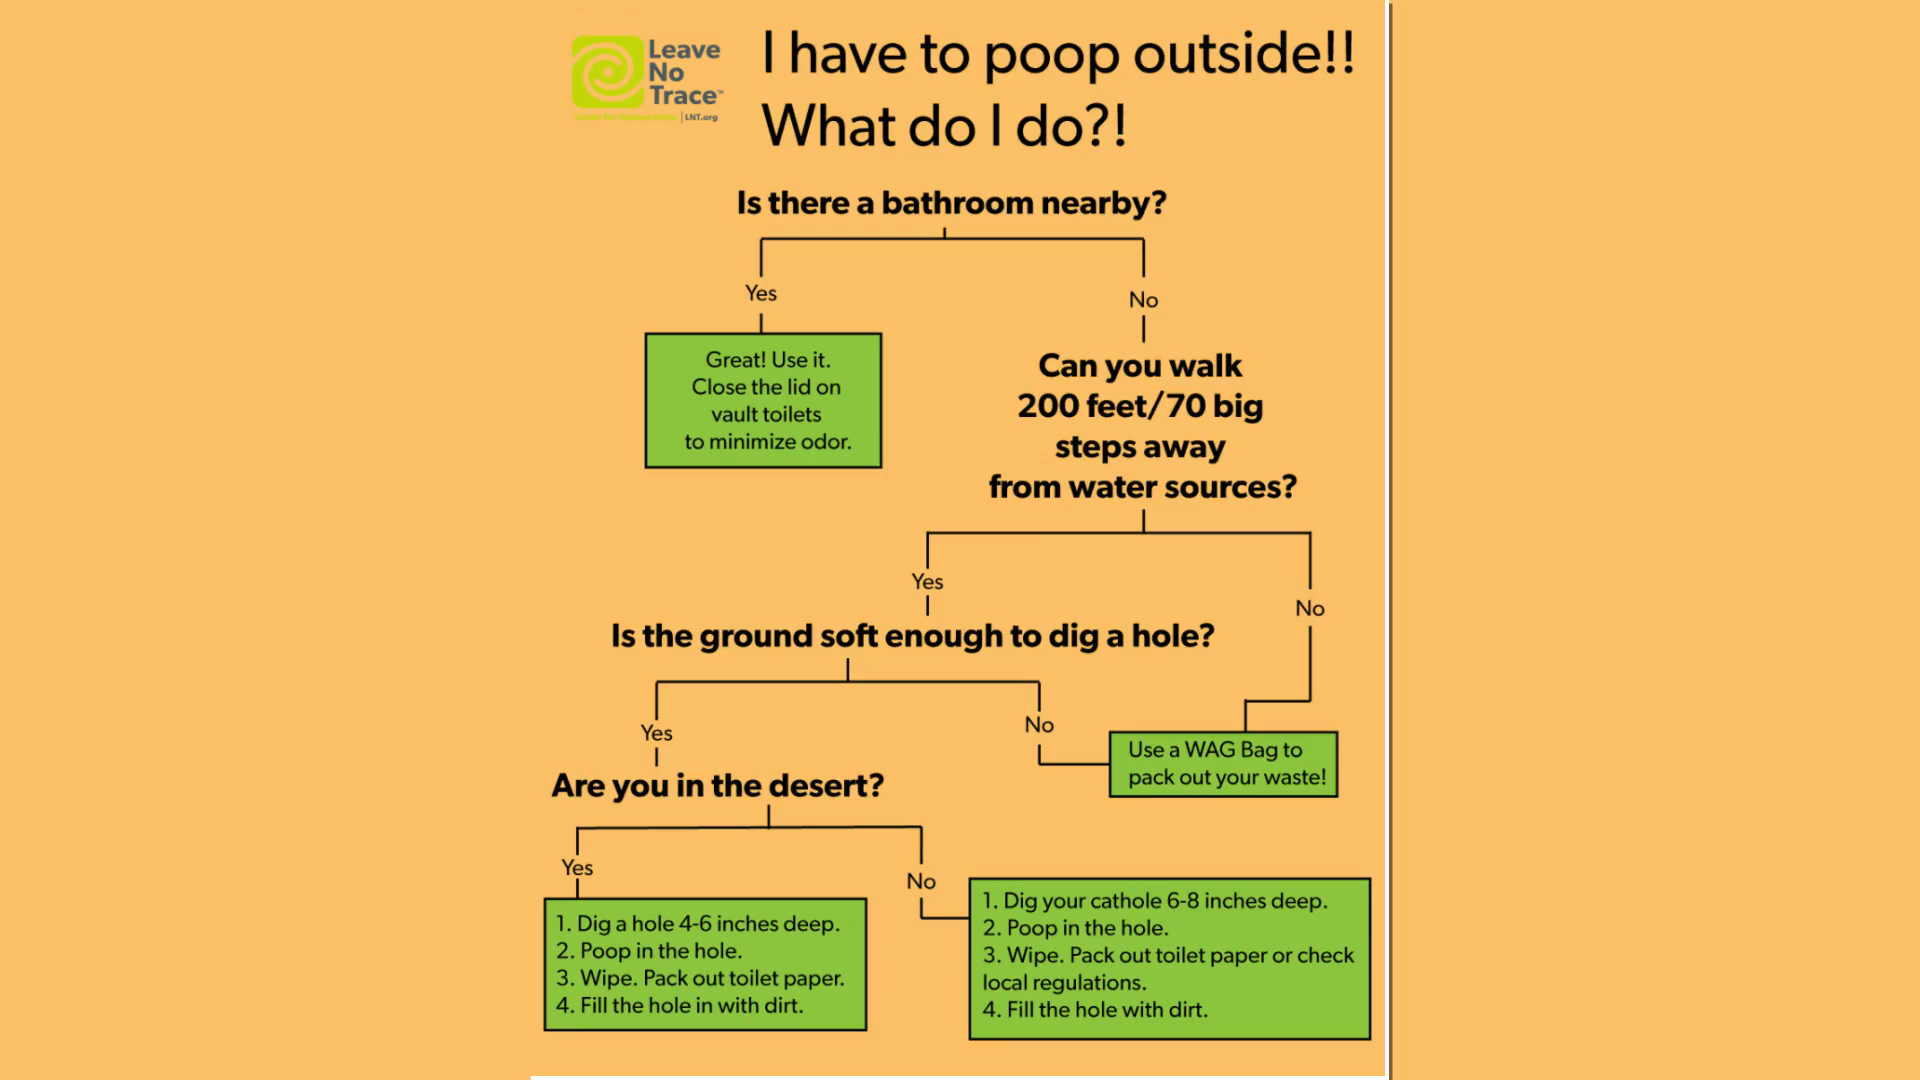 Leave
No
Trace™
Center for Outdoor Ethics | LNT.org
I have to poop outside!!
What do I do?!
Is there a bathroom nearby?
Yes
No
Great! Use it.
Close the lid on
vault toilets
to minimize odor.
Can you walk
200 feet/70 big
steps away
from water sources?
Yes
No
Is the ground soft enough to dig a hole?
Yes
No
Use a WAG Bag to
pack out your waste!
Are you in the desert?
Yes
No
1. Dig a hole 4-6 inches deep.
2. Poop in the hole.
3. Wipe. Pack out toilet paper.
4. Fill the hole in with dirt.
1. Dig your cathole 6-8 inches deep.
2. Poop in the hole.
3. Wipe. Pack out toilet paper or check
local regulations.
4. Fill the hole with dirt.